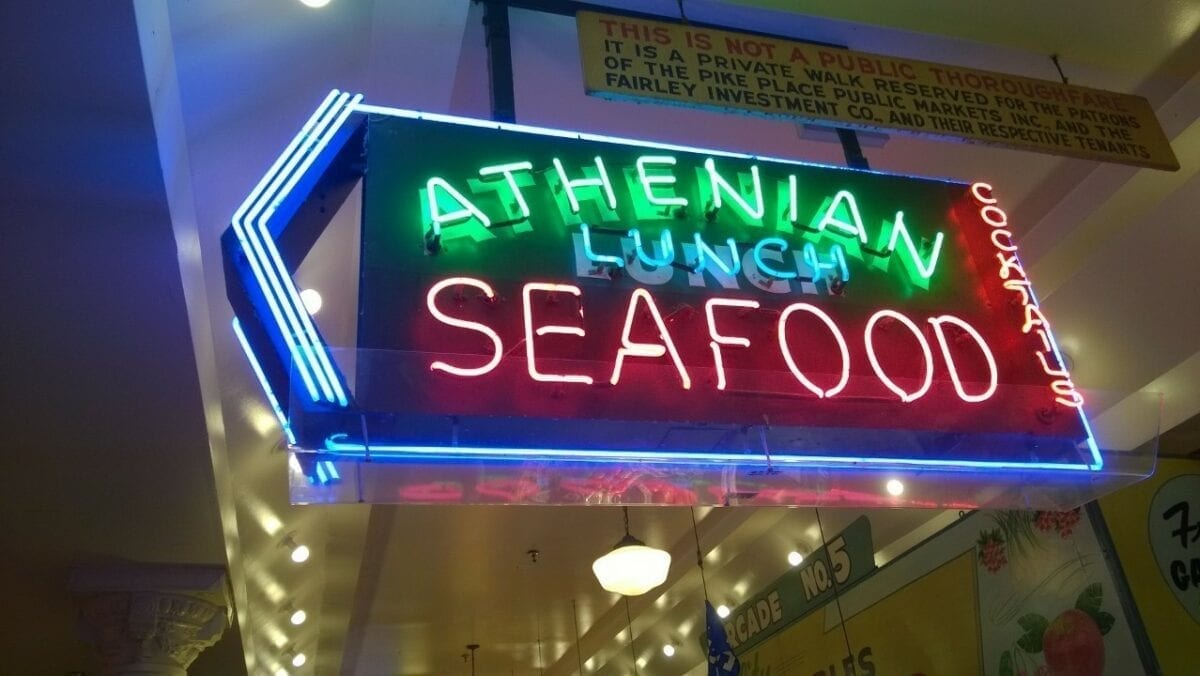 THIS IS NOT A PUBLIC THOROUGHFARE
IT IS A PRIVATE WALK RESERVED FOR THE PATRONS
OF THE PIKE PLACE PUBLIC MARKETS INC. AND THE
FAIRLEY INVESTMENT CO., AND THEIR RESPECTIVE TENANTS
ATHENIAN
LUNCH
SEAFOOD
COCKTAILS
ARCADE NO.5